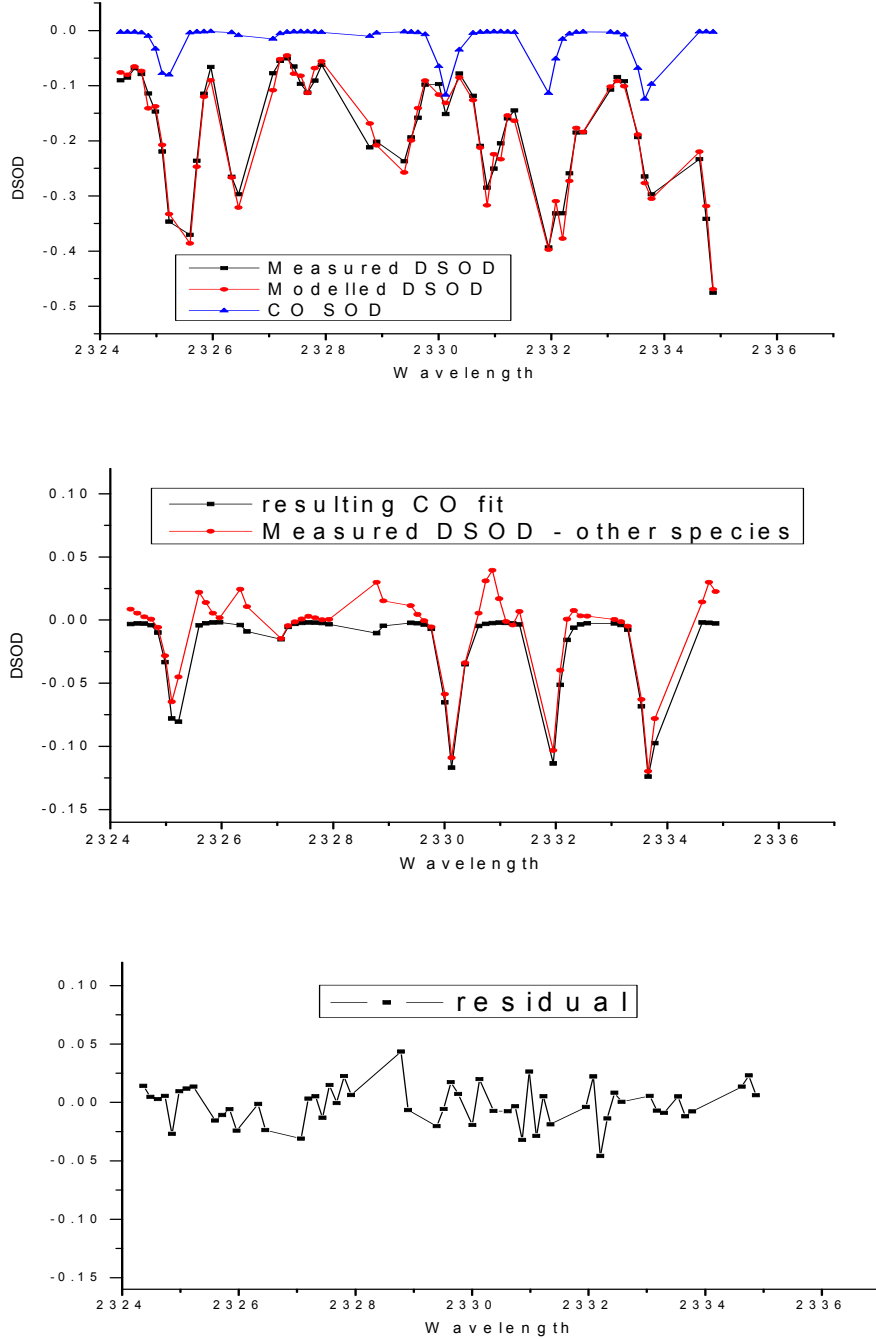 0.0
-0.1
-0.2
-0.3
-0.4
-0.5
DSOD
Measured DSOD
Modelled DSOD
CO SOD
2324 2326 2328 2330 2332 2334 2336
Wavelength
0.10
0.05
0.00
-0.05
-0.10
-0.15
DSOD
resulting CO fit
Measured DSOD - other species
2324 2326 2328 2330 2332 2334 2336
Wavelength
0.10
0.05
0.00
-0.05
-0.10
-0.15
residual
2324 2326 2328 2330 2332 2334 2336
Wavelength